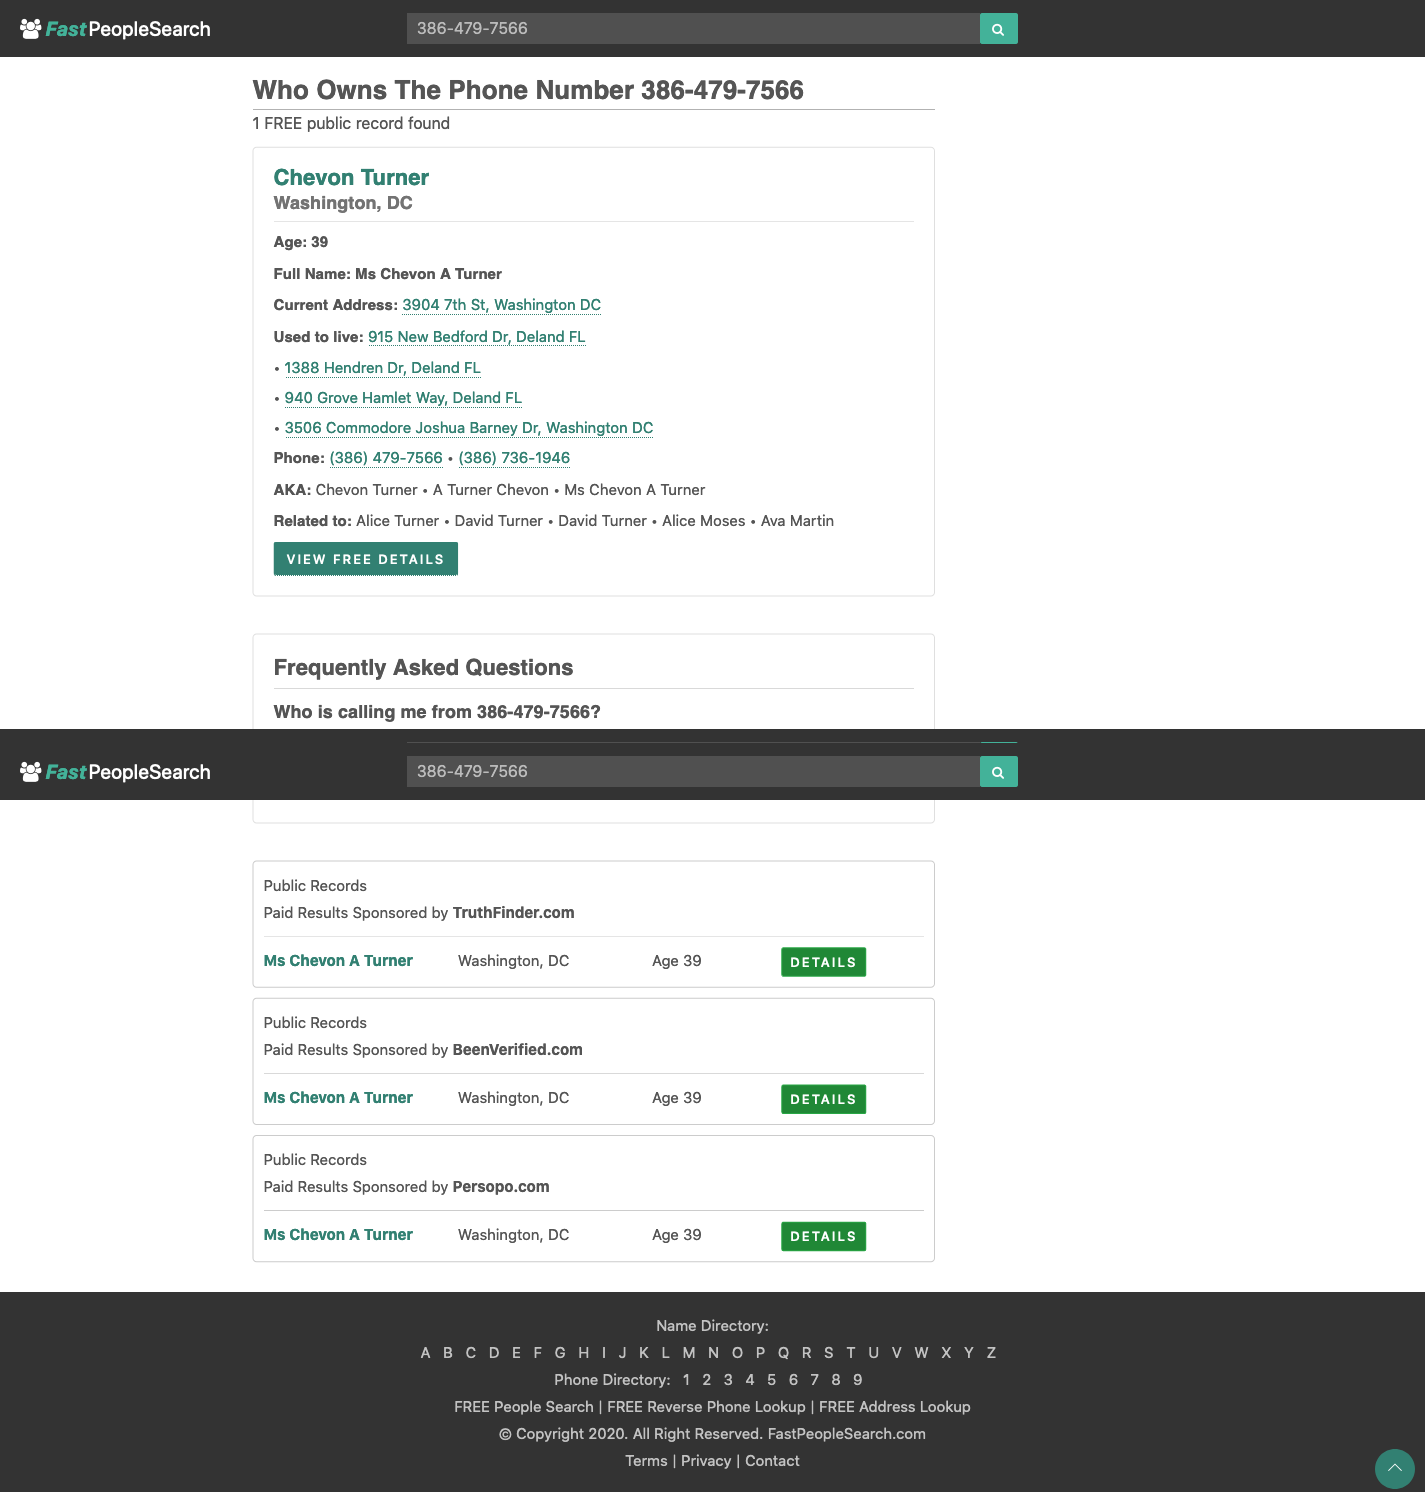 FastPeopleSearch
386-479-7566
Who Owns The Phone Number 386-479-7566
1 FREE public record found
Chevon Turner
Washington, DC
Age: 39
Full Name: Ms Chevon A Turner
Current Address: 3904 7th St, Washington DC
Used to live: 915 New Bedford Dr, Deland FL
• 1388 Hendren Dr, Deland FL
• 940 Grove Hamlet Way, Deland FL
• 3506 Commodore Joshua Barney Dr, Washington DC
Phone: (386) 479-7566 • (386) 736-1946
AKA: Chevon Turner • A Turner Chevon • Ms Chevon A Turner
Related to: Alice Turner • David Turner • David Turner • Alice Moses • Ava Martin
VIEW FREE DETAILS
Frequently Asked Questions
Who is calling me from 386-479-7566?
FastPeopleSearch
386-479-7566
Public Records
Paid Results Sponsored by TruthFinder.com
Ms Chevon A Turner Washington, DC Age 39 DETAILS
Public Records
Paid Results Sponsored by BeenVerified.com
Ms Chevon A Turner Washington, DC Age 39 DETAILS
Public Records
Paid Results Sponsored by Persopo.com
Ms Chevon A Turner Washington, DC Age 39 DETAILS
Name Directory:
A B C D E F G H I J K L M N O P Q R S T U V W X Y Z
Phone Directory: 1 2 3 4 5 6 7 8 9
FREE People Search | FREE Reverse Phone Lookup | FREE Address Lookup
© Copyright 2020. All Right Reserved. FastPeopleSearch.com
Terms | Privacy | Contact